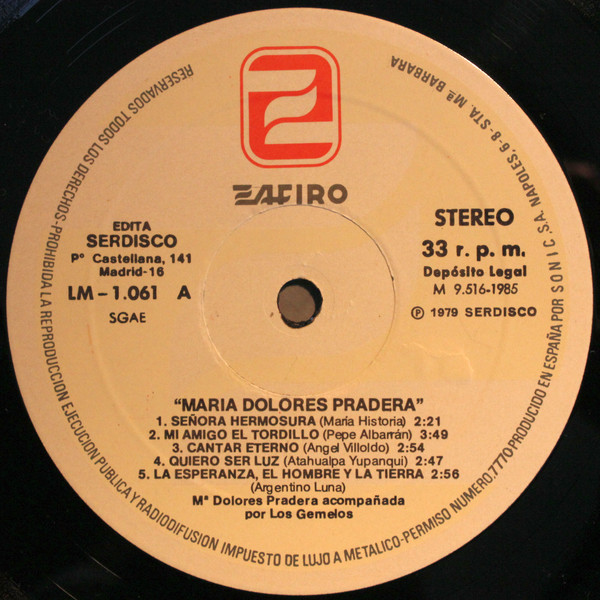 ZAFIRO
EDITA
SERDISCO
Pº Castellana, 141
Madrid-16
LM-1.061 A
SGAE
STEREO
33 r. p. m.
Depósito Legal
M 9.516-1985
Ⓟ 1979 SERDISCO
"MARIA DOLORES PRADERA"
1. SEÑORA HERMOSURA (María Historia) 2:21
2. MI AMIGO EL TORDILLO (Pepe Albarrán) 3:49
3. CANTAR ETERNO (Angel Villoldo) 2:54
4. QUIERO SER LUZ (Atahualpa Yupanqui) 2:47
5. LA ESPERANZA, EL HOMBRE Y LA TIERRA 2:56
(Argentino Luna)
Mª Dolores Pradera acompañada
por Los Gemelos
RESERVADOS TODOS LOS DERECHOS-PROHIBIDA LA REPRODUCCION EJECUCION PUBLICA Y RADIODIFUSION IMPUESTO DE LUJO A METALICO-PERMISO NUMERO,7770-PRODUCIDO EN ESPAÑA POR SONIC, S.A. NAPOLES, 6-8-STA. Mª BARBARA